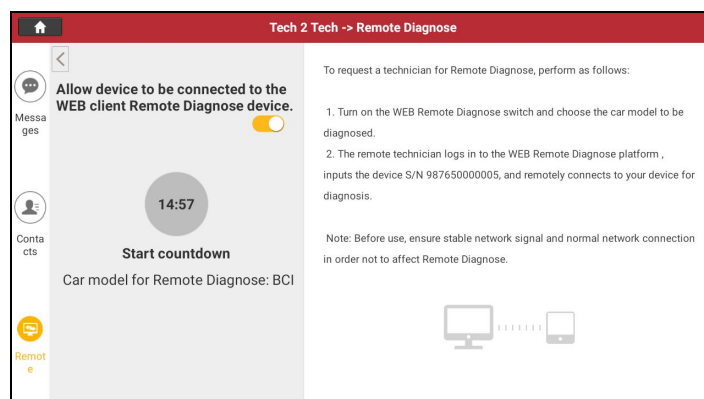 Tech 2 Tech -> Remote Diagnose
Messa
ges
Conta
cts
Remot
e
Allow device to be connected to the
WEB client Remote Diagnose device.
14:57
Start countdown
Car model for Remote Diagnose: BCI
To request a technician for Remote Diagnose, perform as follows:
1. Turn on the WEB Remote Diagnose switch and choose the car model to be
diagnosed.
2. The remote technician logs in to the WEB Remote Diagnose platform ,
inputs the device S/N 987650000005, and remotely connects to your device for
diagnosis.
Note: Before use, ensure stable network signal and normal network connection
in order not to affect Remote Diagnose.